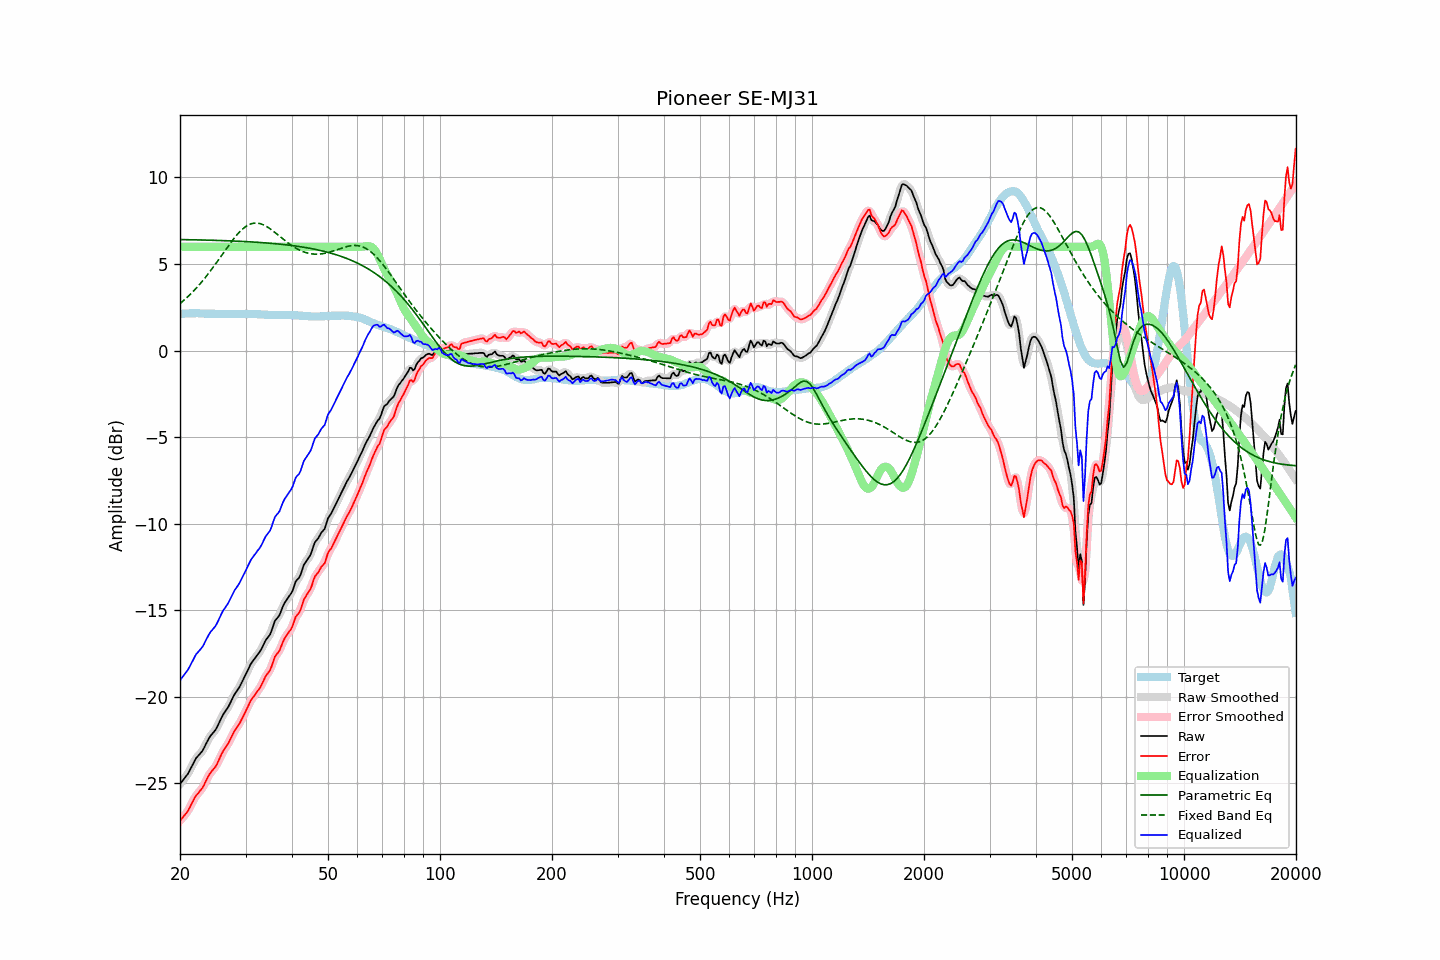 Pioneer SE-MJ31
Amplitude (dBr)
10
5
0
−5
−10
−15
−20
−25
20
50
100
200
500
1000
2000
5000
10000
20000
Frequency (Hz)
Target
Raw Smoothed
Error Smoothed
Raw
Error
Equalization
Parametric Eq
Fixed Band Eq
Equalized